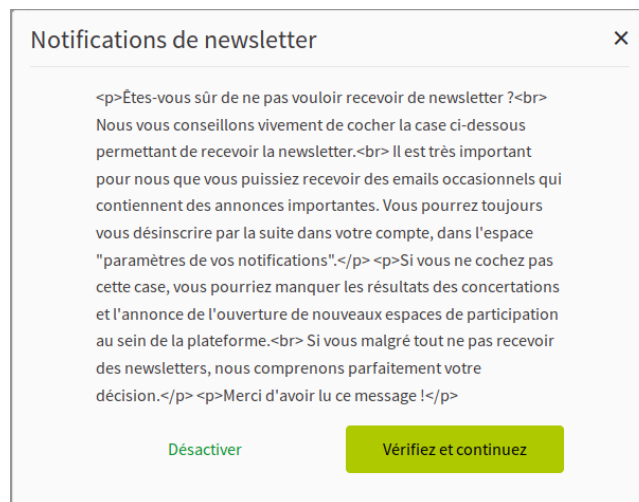 Notifications de newsletter ×
<p>Êtes-vous sûr de ne pas vouloir recevoir de newsletter ?<br>
Nous vous conseillons vivement de cocher la case ci-dessous
permettant de recevoir la newsletter.<br> Il est très important
pour nous que vous puissiez recevoir des emails occasionnels qui
contiennent des annonces importantes. Vous pourrez toujours
vous désinscrire par la suite dans votre compte, dans l'espace
"paramètres de vos notifications".</p> <p>Si vous ne cochez pas
cette case, vous pourriez manquer les résultats des concertations
et l'annonce de l'ouverture de nouveaux espaces de participation
au sein de la plateforme.<br> Si vous malgré tout ne pas recevoir
des newsletters, nous comprenons parfaitement votre
décision.</p> <p>Merci d'avoir lu ce message !</p>
Désactiver
Vérifiez et continuez